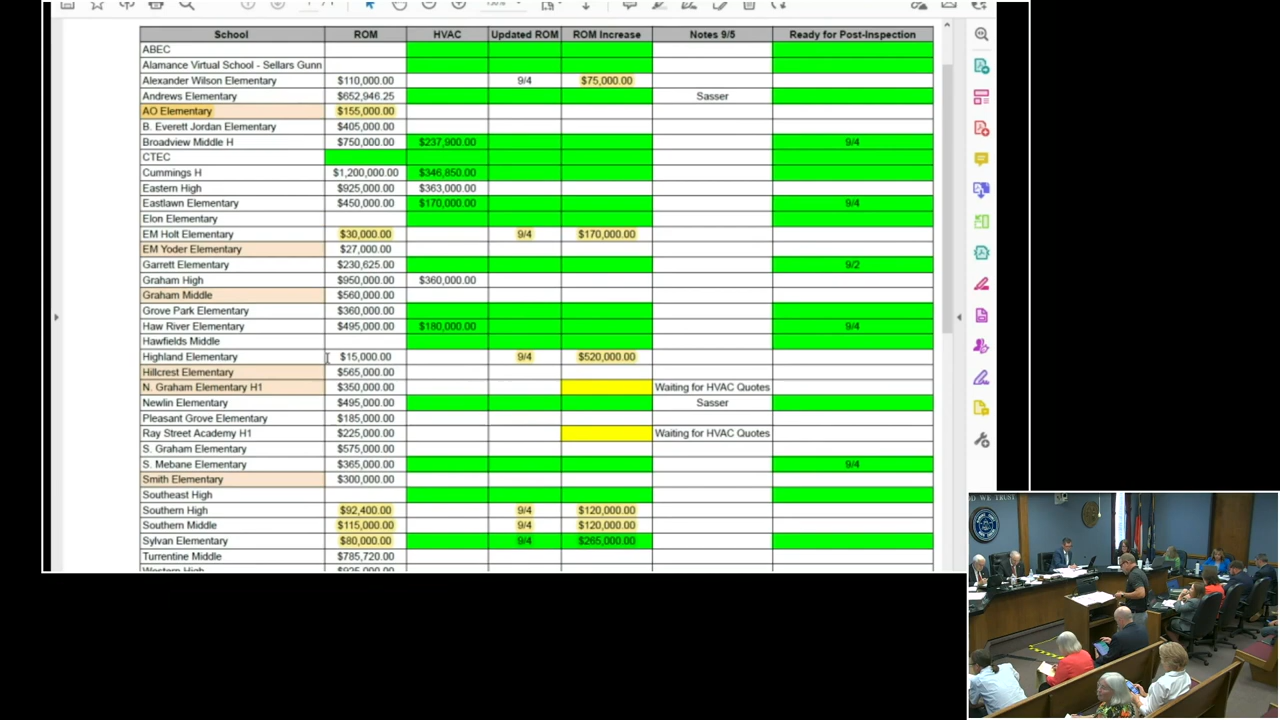 School ROM HVAC Updated ROM ROM Increase Notes 9/5 Ready for Post-Inspection
ABEC
Alamance Virtual School - Sellars Gunn
Alexander Wilson Elementary $110,000.00 9/4 $75,000.00
Andrews Elementary $652,946.25 Sasser
AO Elementary $155,000.00
B. Everett Jordan Elementary $405,000.00
Broadview Middle H $750,000.00 $237,900.00 9/4
CTEC
Cummings H $1,200,000.00 $346,850.00
Eastern High $925,000.00 $363,000.00
Eastlawn Elementary $450,000.00 $170,000.00 9/4
Elon Elementary
EM Holt Elementary $30,000.00 9/4 $170,000.00
EM Yoder Elementary $27,000.00
Garrett Elementary $230,625.00 9/2
Graham High $950,000.00 $360,000.00
Graham Middle $560,000.00
Grove Park Elementary $360,000.00
Haw River Elementary $495,000.00 $180,000.00 9/4
Hawfields Middle
Highland Elementary $15,000.00 9/4 $520,000.00
Hillcrest Elementary $565,000.00
N. Graham Elementary H1 $350,000.00 Waiting for HVAC Quotes
Newlin Elementary $495,000.00 Sasser
Pleasant Grove Elementary $185,000.00
Ray Street Academy H1 $225,000.00 Waiting for HVAC Quotes
S. Graham Elementary $575,000.00
S. Mebane Elementary $365,000.00 9/4
Smith Elementary $300,000.00
Southeast High
Southern High $92,400.00 9/4 $120,000.00
Southern Middle $115,000.00 9/4 $120,000.00
Sylvan Elementary $80,000.00 9/4 $265,000.00
Turrentine Middle $785,720.00
Western High $925,000.00
WE TRUST